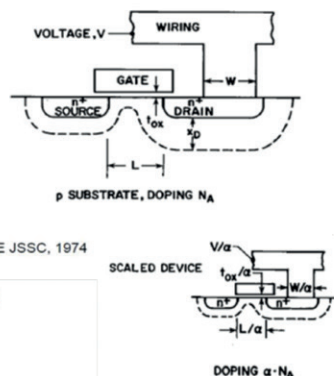 VOLTAGE, V
WIRING
GATE
W
n+
SOURCE
n+
DRAIN
tox
xD
L
p SUBSTRATE, DOPING NA
E JSSC, 1974
SCALED DEVICE
V/α
tox/α
W/α
n+
n+
L/α
DOPING α·NA